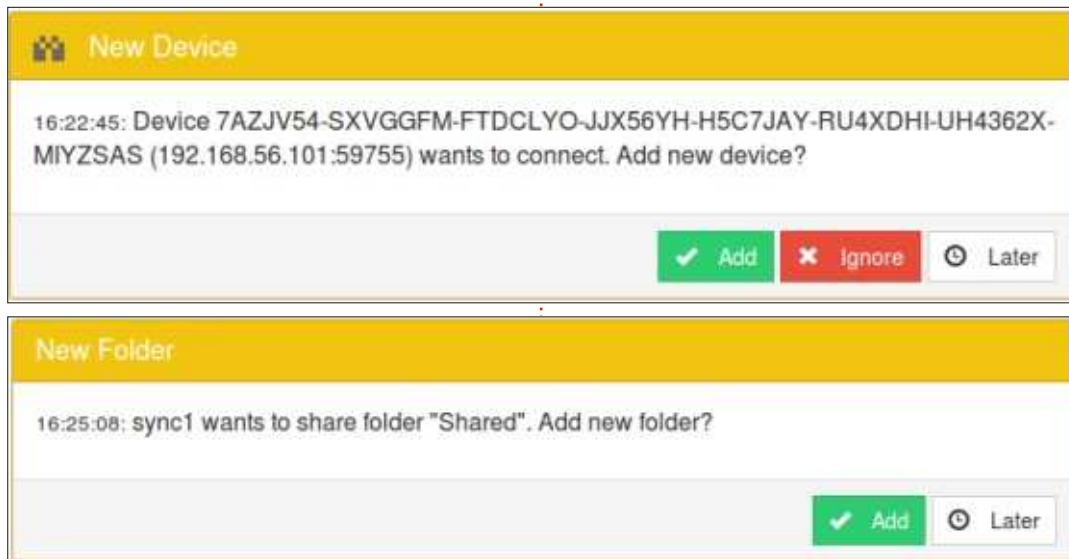 New Device
16:22:45: Device 7AZJV54-SXVGGFM-FTDCLYO-JJX56YH-H5C7JAY-RU4XDHI-UH4362X-
MIYZSAS (192.168.56.101:59755) wants to connect. Add new device?
Add Ignore Later
New Folder
16:25:08: sync1 wants to share folder "Shared". Add new folder?
Add Later